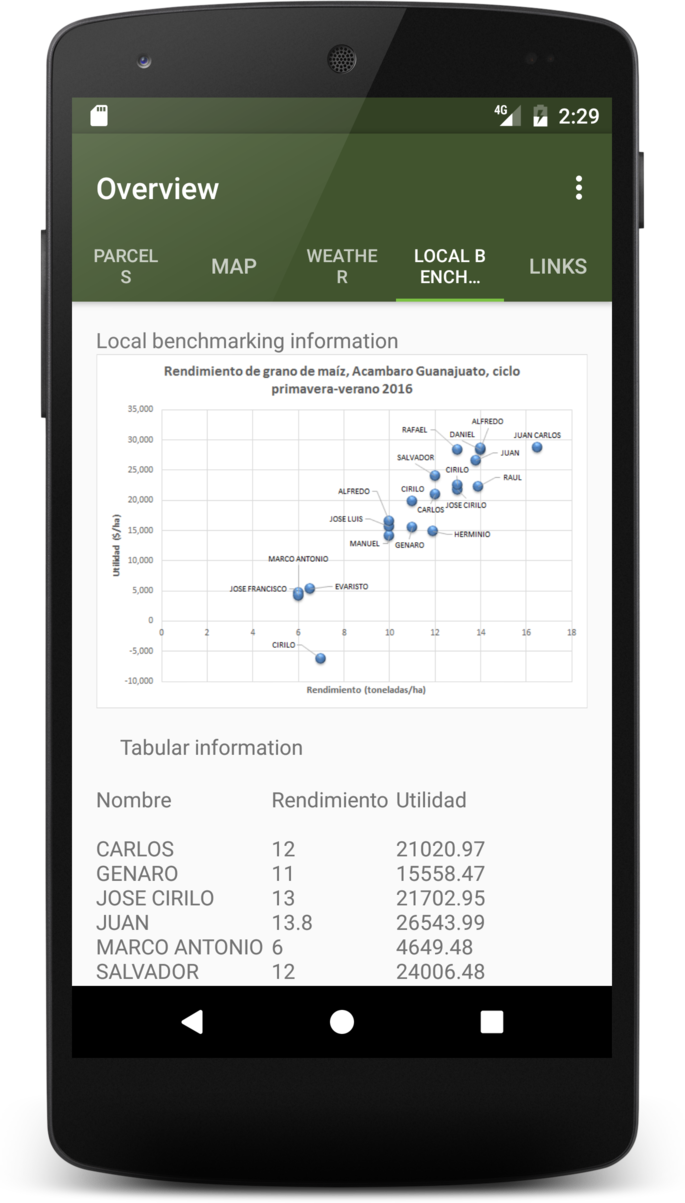 4G 2:29
Overview
PARCEL
S
MAP
WEATHE
R
LOCAL B
ENCH...
LINKS
Local benchmarking information
Rendimiento de grano de maíz, Acambaro Guanajuato, ciclo
primavera-verano 2016
35,000
30,000
25,000
20,000
15,000
10,000
5,000
0
-5,000
-10,000
Utilidad ($/ha)
ALFREDO
RAFAEL
DANIEL
JUAN CARLOS
JUAN
SALVADOR
CIRILO
RAUL
ALFREDO
CIRILO
CARLOS
JOSE CIRILO
JOSE LUIS
HERMINIO
MANUEL
GENARO
MARCO ANTONIO
JOSE FRANCISCO
EVARISTO
CIRILO
0 2 4 6 8 10 12 14 16 18
Rendimiento (toneladas/ha)
Tabular information
Nombre Rendimiento Utilidad
CARLOS 12 21020.97
GENARO 11 15558.47
JOSE CIRILO 13 21702.95
JUAN 13.8 26543.99
MARCO ANTONIO 6 4649.48
SALVADOR 12 24006.48